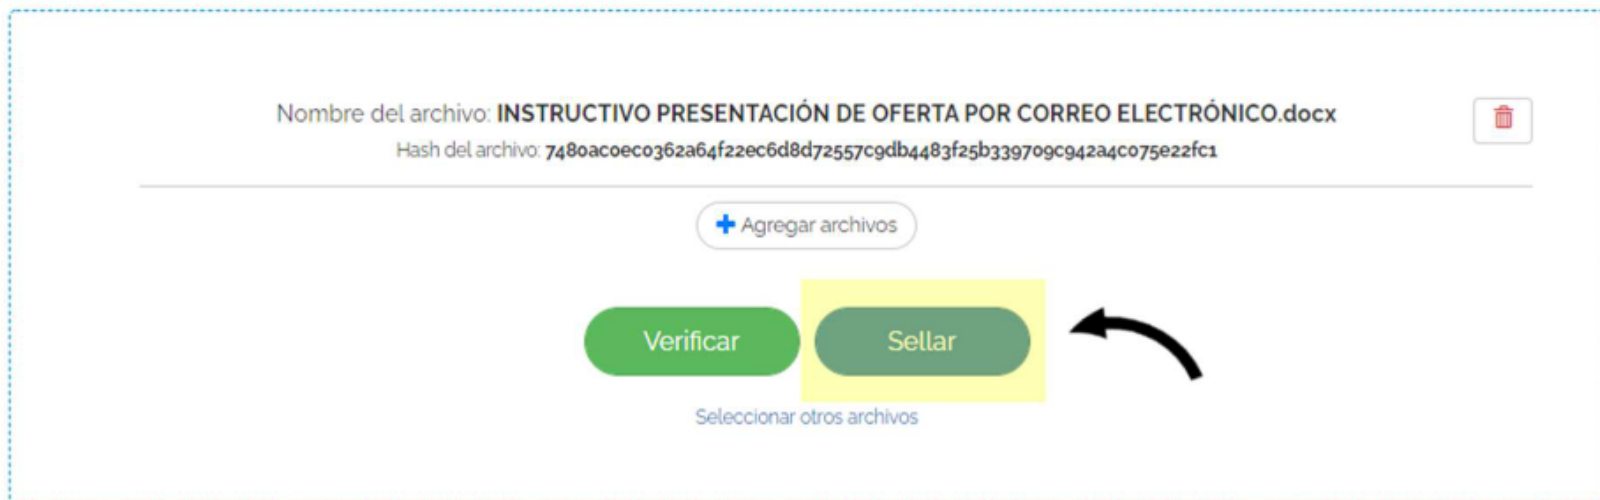 Nombre del archivo: INSTRUCTIVO PRESENTACIÓN DE OFERTA POR CORREO ELECTRÓNICO.docx
Hash del archivo: 7480ac0ec0362a64f22ec6d8d72557c9db4483f25b339709c942a4c075e22fc1
Agregar archivos
Verificar Sellar
Seleccionar otros archivos